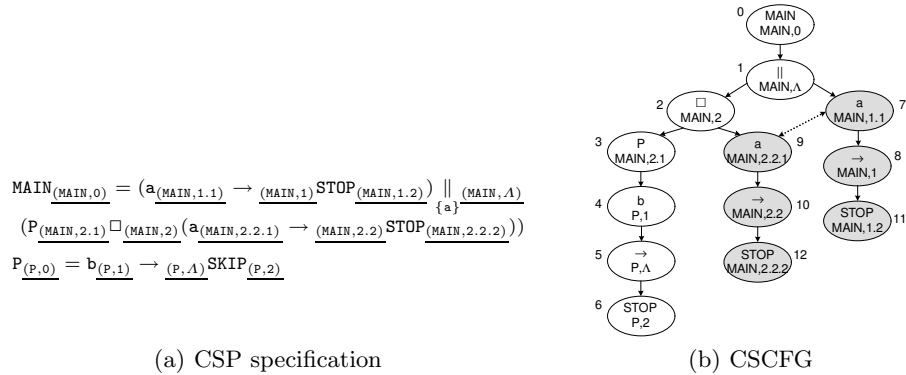 MAIN(MAIN,0) = (a(MAIN,1.1) → (MAIN,1)STOP(MAIN,1.2)) ∥{a} (MAIN,Λ)
(P(MAIN,2.1)□(MAIN,2)(a(MAIN,2.2.1) → (MAIN,2.2)STOP(MAIN,2.2.2)))
P(P,0) = b(P,1) → (P,Λ)SKIP(P,2)
(a) CSP specification
0
MAIN
MAIN,0
1
||
MAIN,Λ
2
□
MAIN,2
a
MAIN,1.1
7
3
P
MAIN,2.1
a
MAIN,2.2.1
9
→
MAIN,1
8
4
b
P,1
→
MAIN,2.2
10
STOP
MAIN,1.2
11
5
→
P,Λ
STOP
MAIN,2.2.2
12
6
STOP
P,2
(b) CSCFG